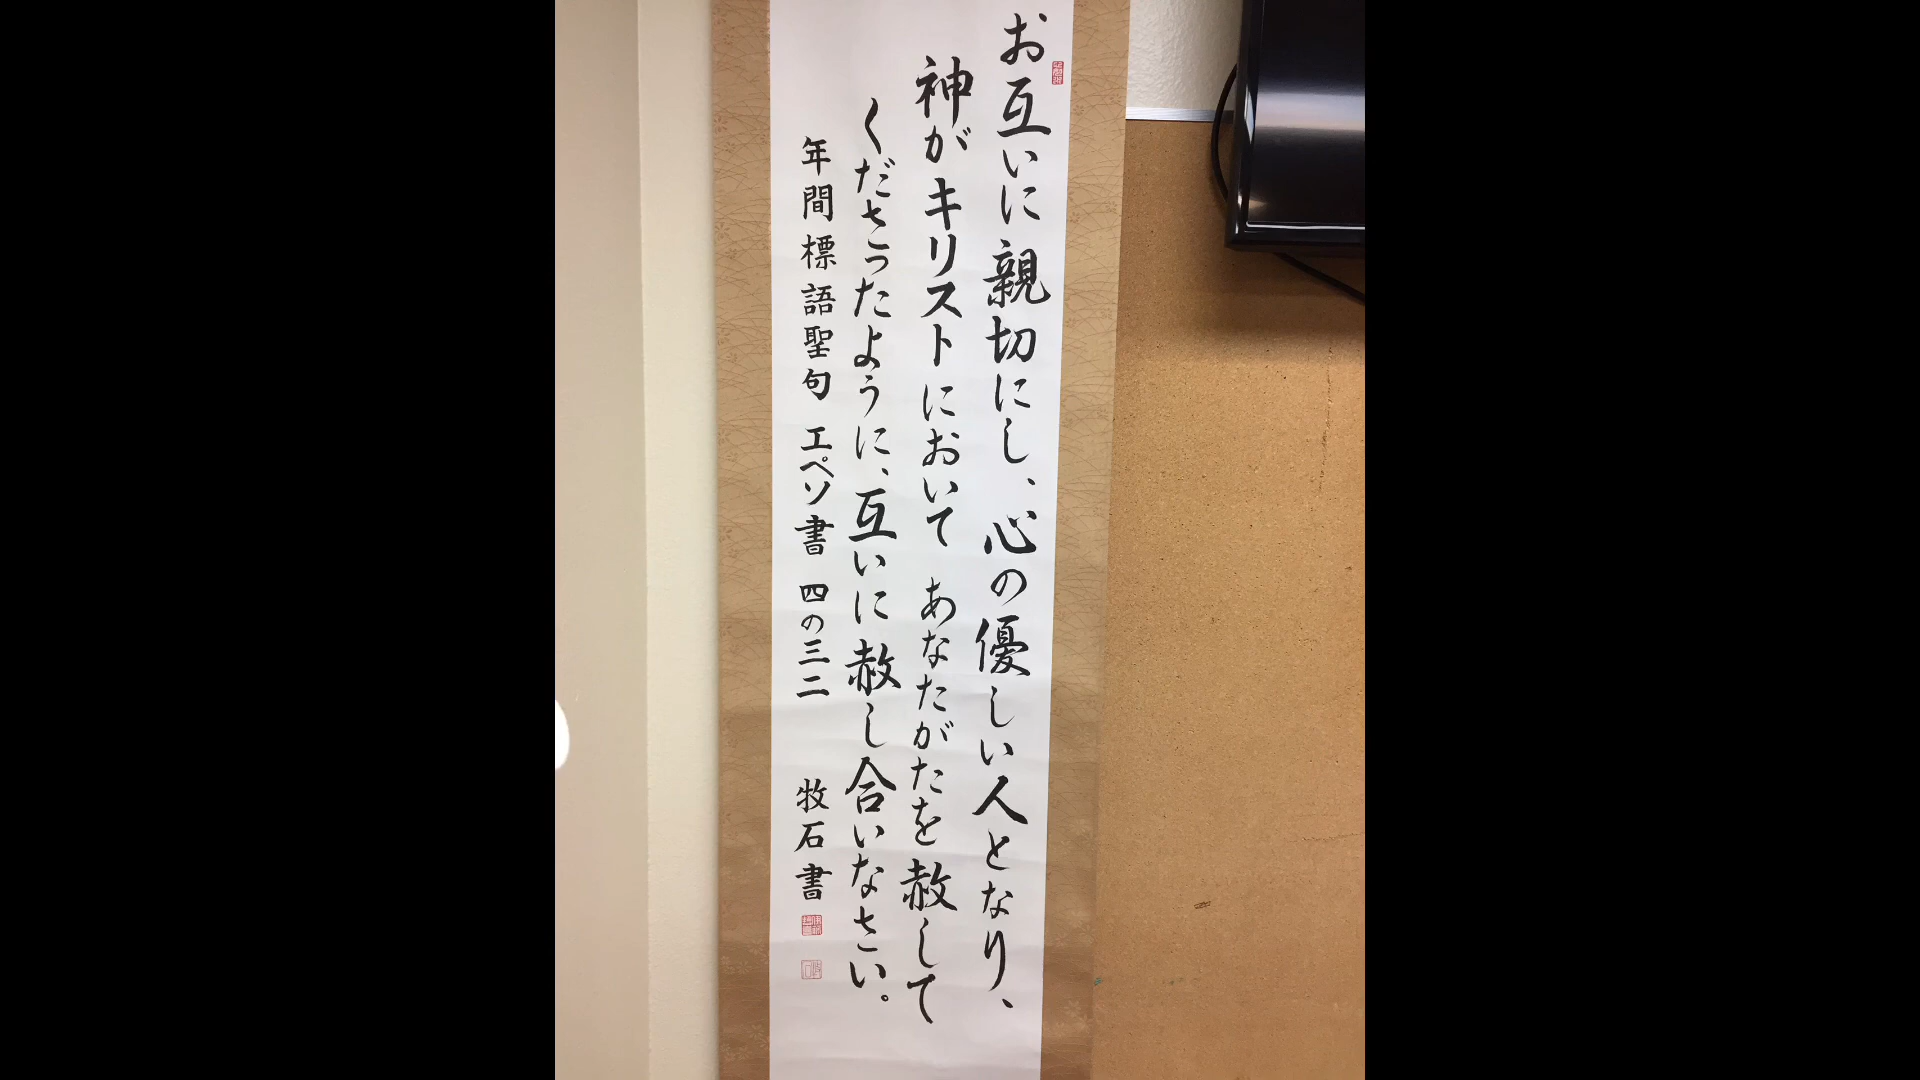 お互いに親切にし、心の優しい人となり、
神がキリストにおいて あなたがたを赦して
くださったように、互いに赦し合いなさい。
年間標語聖句 エペソ書 四の三二 牧石書